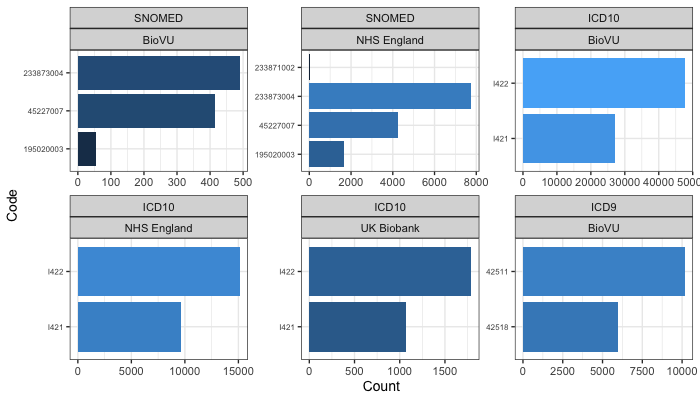 SNOMED
BioVU
233873004
45227007
195020003
0 100 200 300 400 500
SNOMED
NHS England
233871002
233873004
45227007
195020003
0 2000 4000 6000 8000
ICD10
BioVU
I422
I421
0 10000 20000 30000 40000 5000
Code
ICD10
NHS England
I422
I421
0 5000 10000 15000
ICD10
UK Biobank
I422
I421
0 500 1000 1500
ICD9
BioVU
42511
42518
0 2500 5000 7500 10000
Count